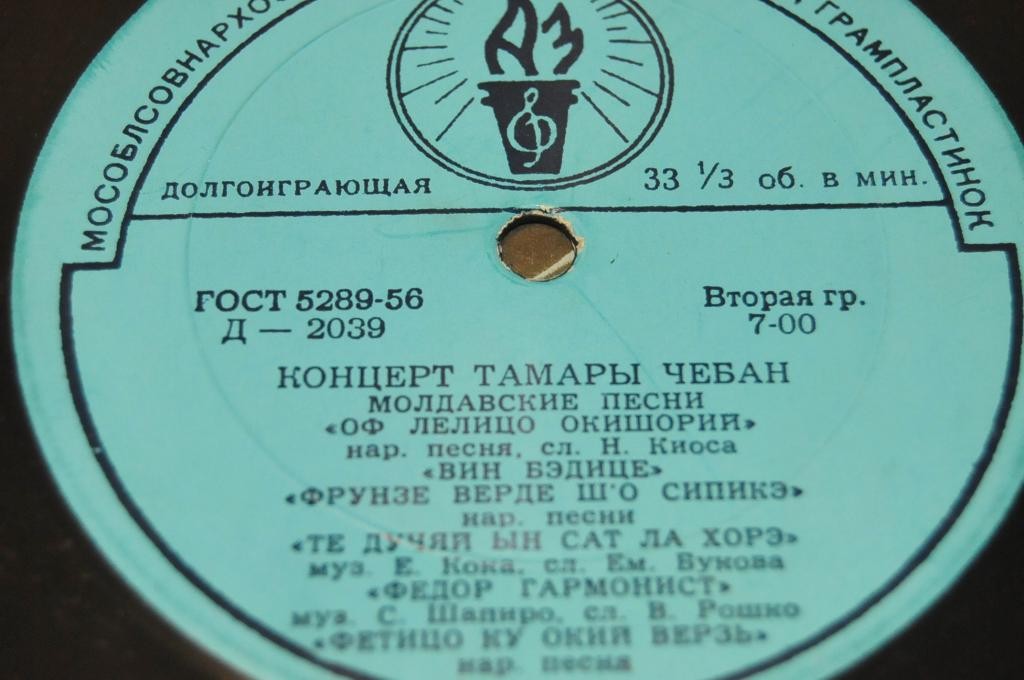 МОСОБЛСОВНАРХО
ГРАМПЛАСТИНОК
АЗ
ДОЛГОИГРАЮЩАЯ
33 1/3 об. в мин.
ГОСТ 5289-56
Вторая гр.
Д — 2039
7-00
КОНЦЕРТ ТАМАРЫ ЧЕБАН
МОЛДАВСКИЕ ПЕСНИ
«ОФ ЛЕЛИЦО ОКИШОРИЙ»
нар. песня, сл. Н. Киоса
«ВИН БЭДИЦЕ»
«ФРУНЗЕ ВЕРДЕ Ш'О СИПИКЭ»
нар. песни
«ТЕ ДУЧЯЙ ЫН САТ ЛА ХОРЭ»
муз. Е. Кока, сл. Ем. Букова
«ФЕДОР ГАРМОНИСТ»
муз. С. Шапиро, сл. В. Рошко
«ФЕТИЦО КУ ОКИЙ ВЕРЗЬ»
нар. песня